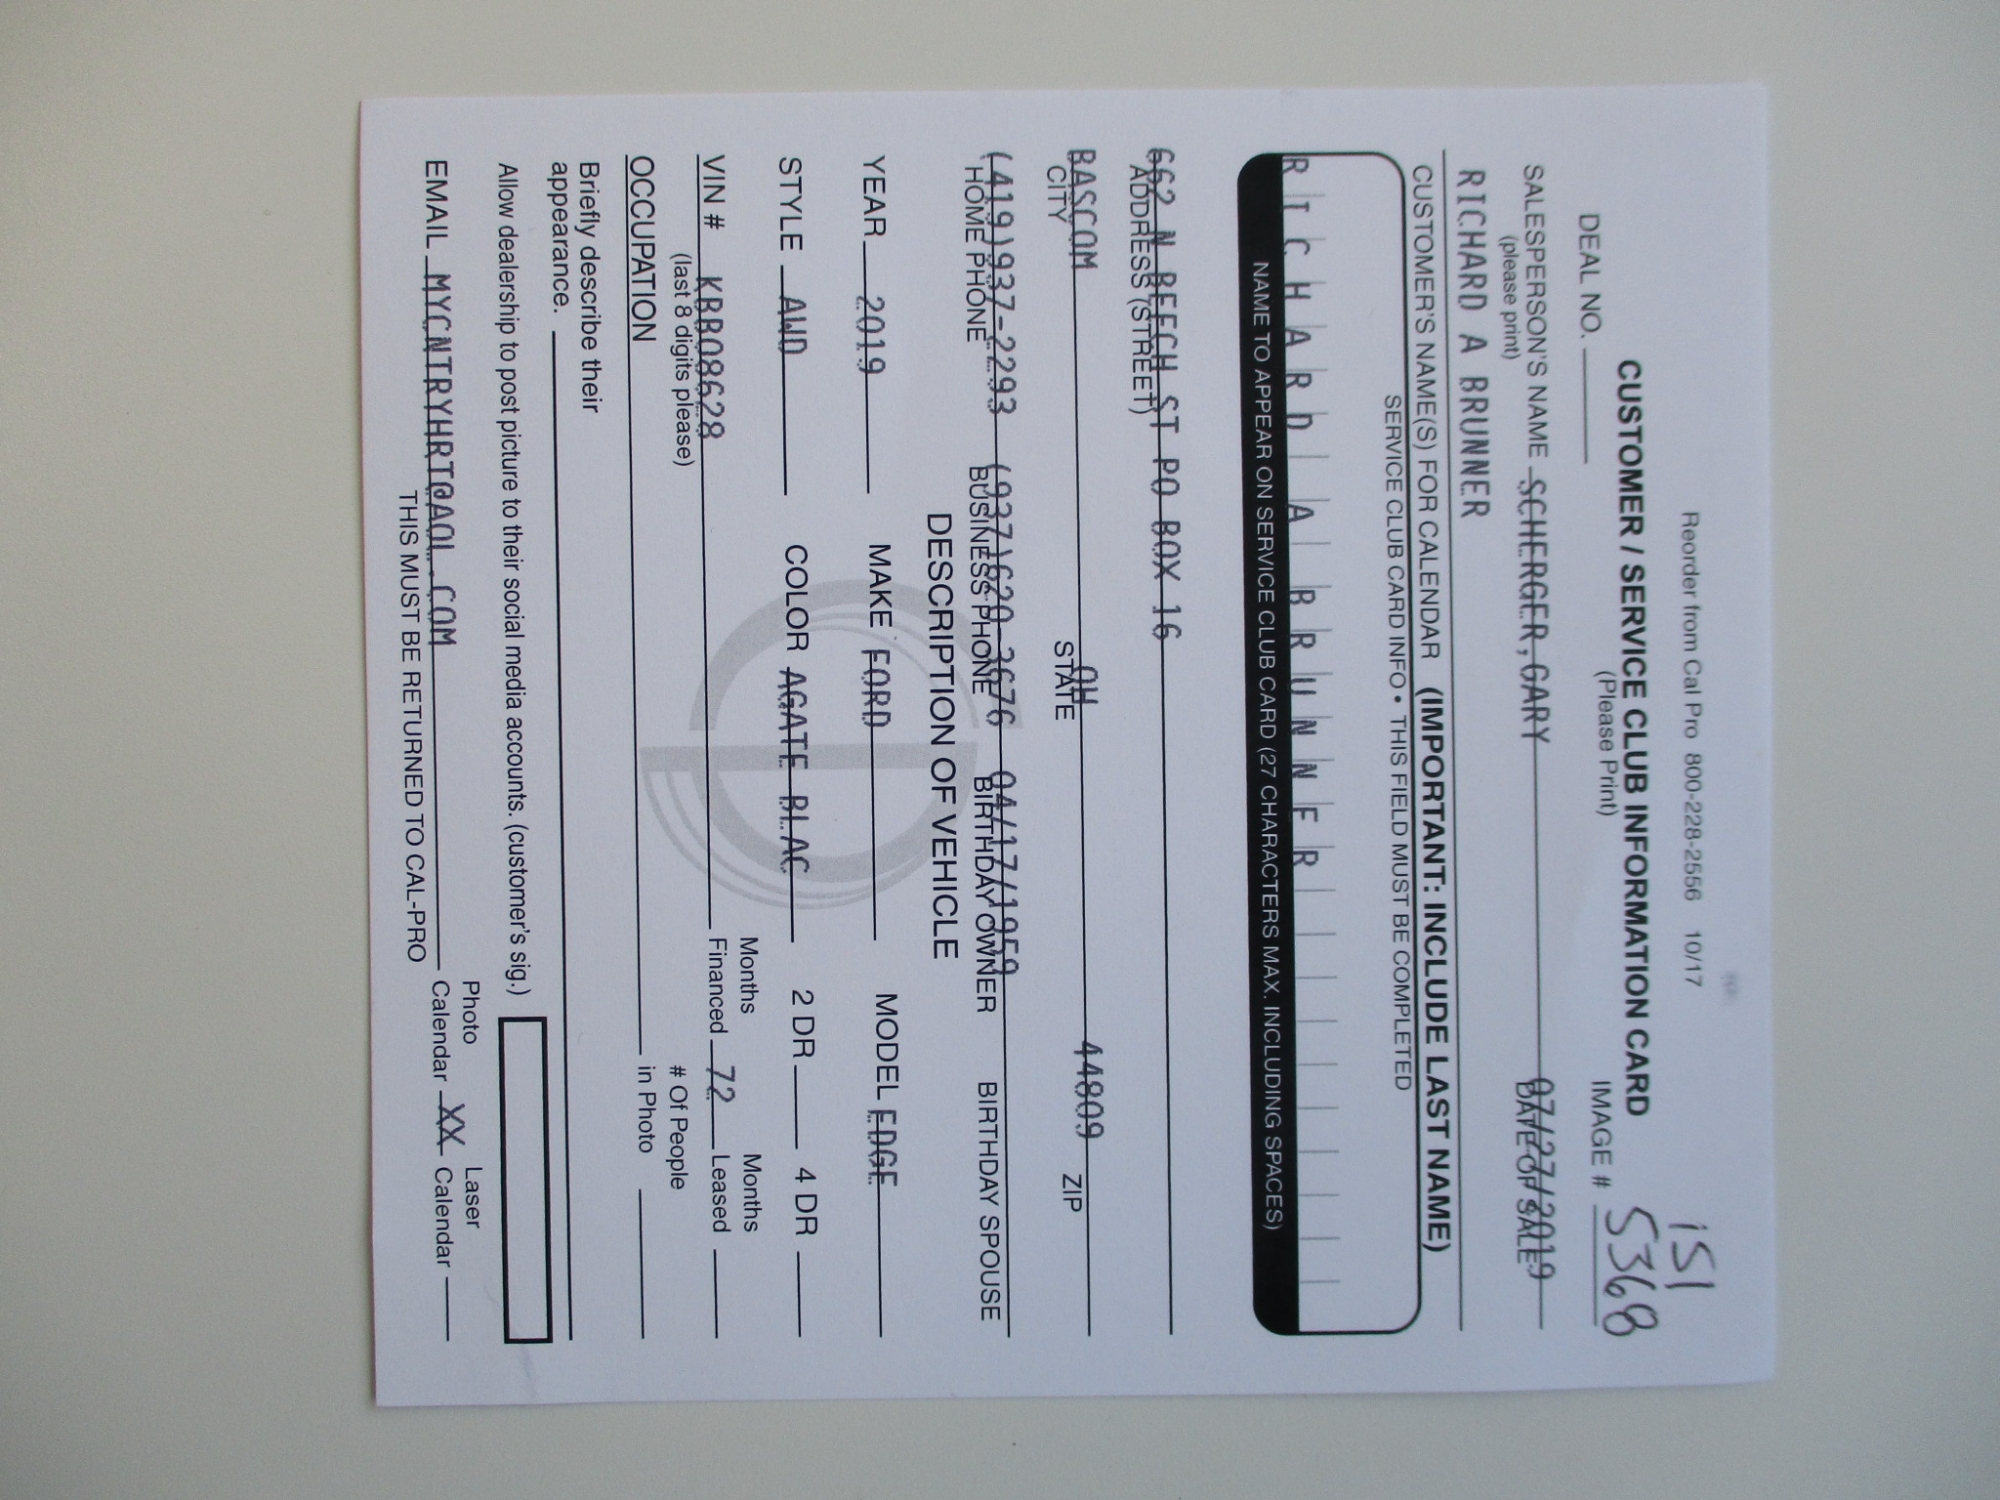 Reorder from Cal Pro 800-228-2556 10/17
151
CUSTOMER / SERVICE CLUB INFORMATION CARD
(Please Print)
DEAL NO. IMAGE # 5368
SALESPERSON'S NAME SCHERGER,GARY 07/27/2019
(please print) DATE OF SALE
RICHARD A BRUNNER
CUSTOMER'S NAME(S) FOR CALENDAR (IMPORTANT: INCLUDE LAST NAME)
SERVICE CLUB CARD INFO • THIS FIELD MUST BE COMPLETED
RICHARD A BRUNNER
NAME TO APPEAR ON SERVICE CLUB CARD (27 CHARACTERS MAX. INCLUDING SPACES)
662 N BEECH ST PO BOX 16
ADDRESS (STREET)
BASCOM OH 44809
CITY STATE ZIP
(419)937-2293 (937)620-3676 04/17/1959
HOME PHONE BUSINESS PHONE BIRTHDAY OWNER BIRTHDAY SPOUSE
DESCRIPTION OF VEHICLE
YEAR 2019 MAKE FORD MODEL EDGE
STYLE AWD COLOR AGATE BLAC 2 DR 4 DR
Months Months
VIN # KBB08628 Financed 72 Leased
(last 8 digits please)
# Of People
OCCUPATION in Photo
Briefly describe their
appearance.
Allow dealership to post picture to their social media accounts. (customer's sig.)
Photo Laser
EMAIL MYCNTRYHRT@AOL.COM Calendar XX Calendar
THIS MUST BE RETURNED TO CAL-PRO